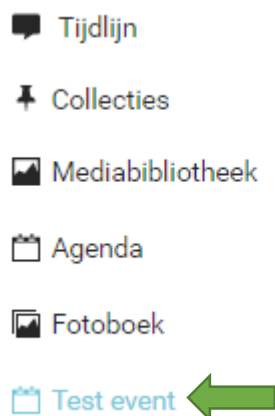 Tijdlijn
Collecties
Mediabibliotheek
Agenda
Fotoboek
Test event